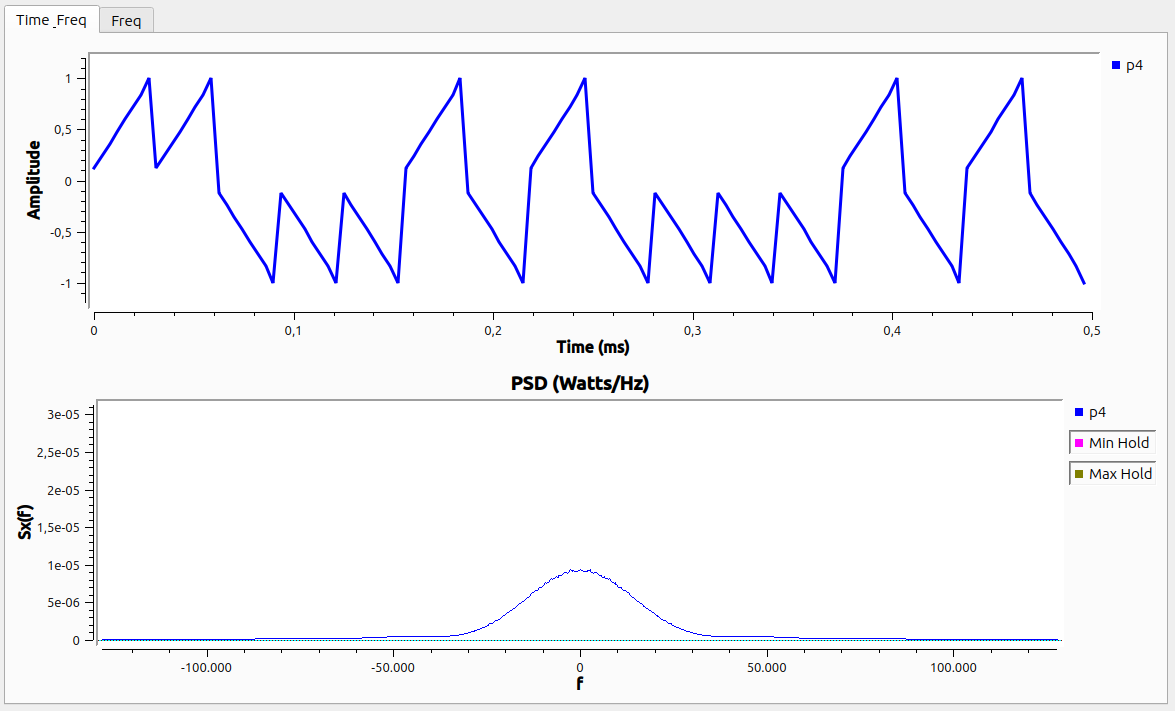 Time_Freq Freq
1
0,5
0
-0,5
-1
Amplitude
p4
0 0,1 0,2 0,3 0,4 0,5
Time (ms)
PSD (Watts/Hz)
3e-05
2,5e-05
2e-05
1,5e-05
1e-05
5e-06
0
Sx(f)
p4
Min Hold
Max Hold
-100.000 -50.000 0 50.000 100.000
f